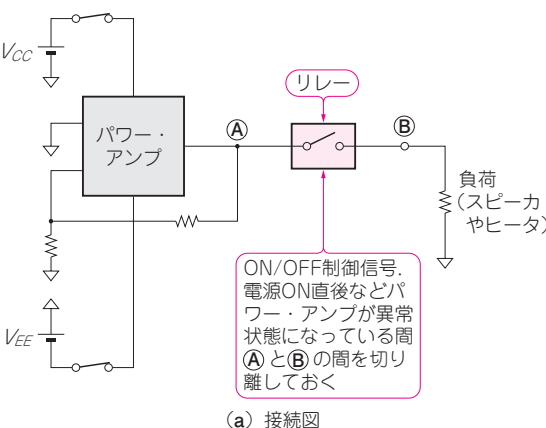 V_CC
リレー
Ⓐ
Ⓑ
パワー・
アンプ
負荷
(スピーカ
やヒータ)
ON/OFF制御信号.
電源ON直後などパ
ワー・アンプが異常
状態になっている間
ⒶとⒷの間を切り
離しておく
V_EE
(a) 接続図